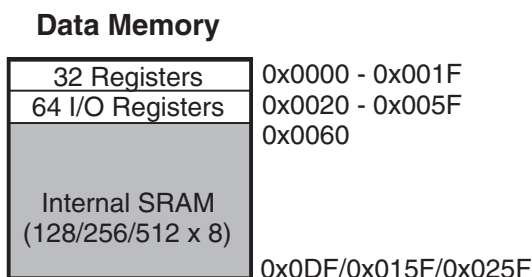 Data Memory
32 Registers 0x0000 - 0x001F
64 I/O Registers 0x0020 - 0x005F
0x0060
Internal SRAM
(128/256/512 x 8)
0x0DF/0x015F/0x025F